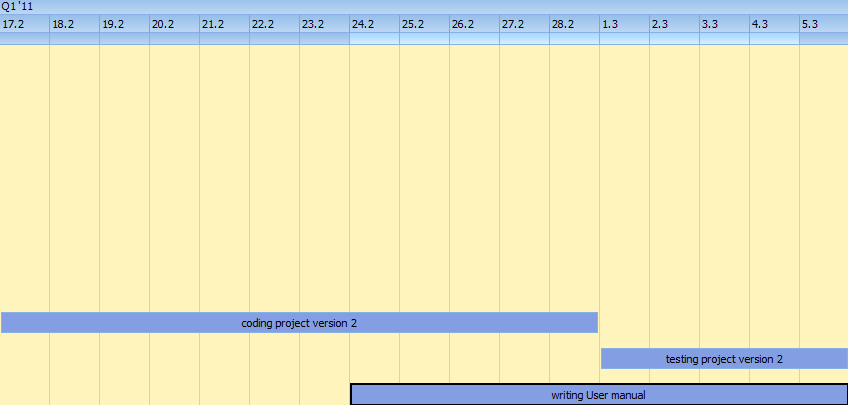 Q1 '11
17.2 18.2 19.2 20.2 21.2 22.2 23.2 24.2 25.2 26.2 27.2 28.2 1.3 2.3 3.3 4.3 5.3
coding project version 2
testing project version 2
writing User manual